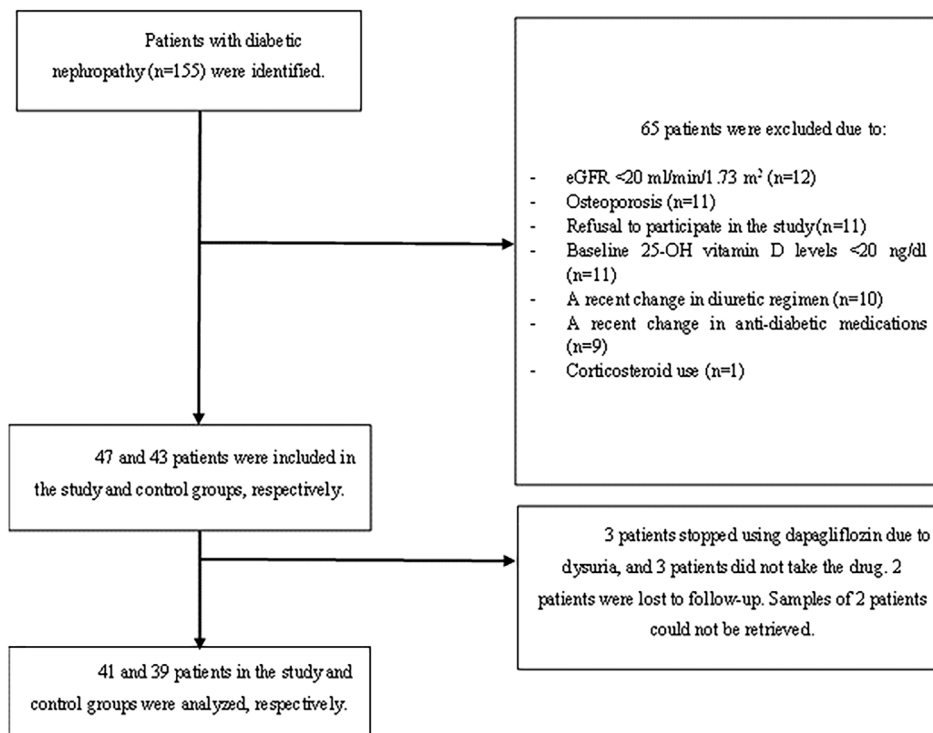 Patients with diabetic
nephropathy (n=155) were identified.
65 patients were excluded due to:
- eGFR <20 ml/min/1.73 m² (n=12)
- Osteoporosis (n=11)
- Refusal to participate in the study(n=11)
- Baseline 25-OH vitamin D levels <20 ng/dl
(n=11)
- A recent change in diuretic regimen (n=10)
- A recent change in anti-diabetic medications
(n=9)
- Corticosteroid use (n=1)
47 and 43 patients were included in
the study and control groups, respectively.
3 patients stopped using dapagliflozin due to
dysuria, and 3 patients did not take the drug. 2
patients were lost to follow-up. Samples of 2 patients
could not be retrieved.
41 and 39 patients in the study and
control groups were analyzed, respectively.